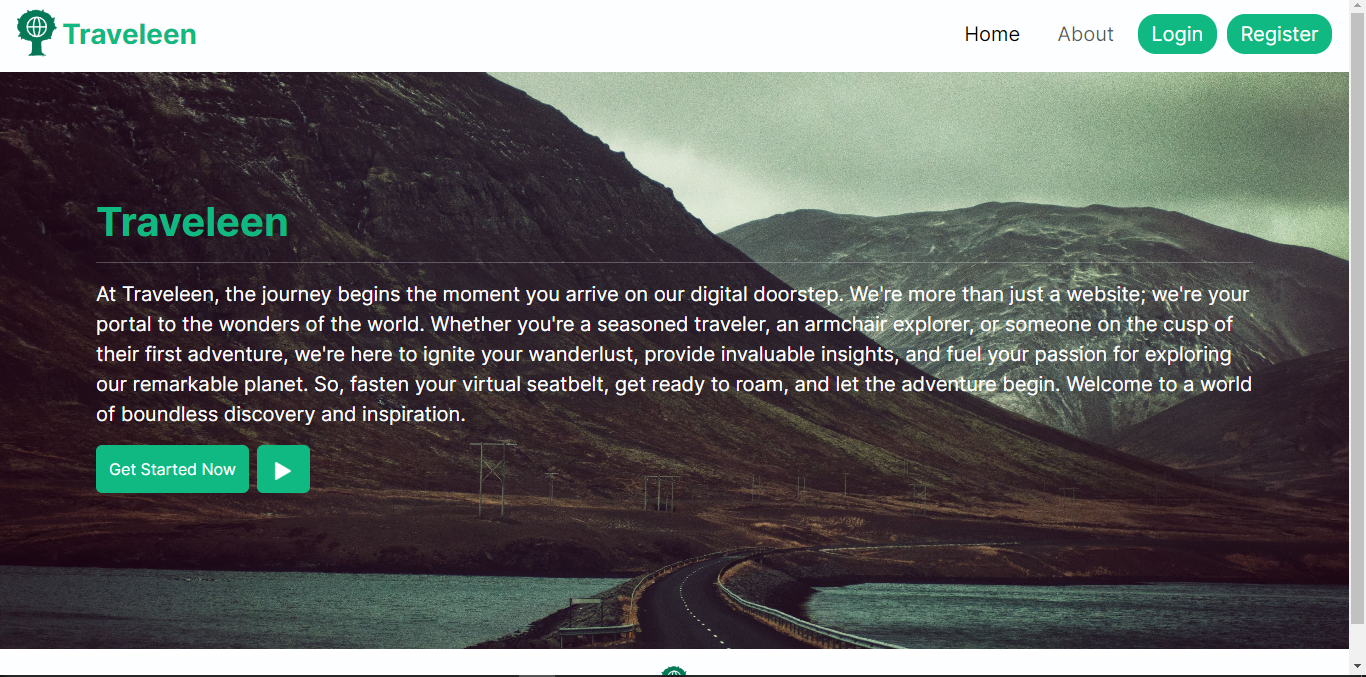 Traveleen
Home
About
Login
Register
Traveleen
At Traveleen, the journey begins the moment you arrive on our digital doorstep. We're more than just a website; we're your
portal to the wonders of the world. Whether you're a seasoned traveler, an armchair explorer, or someone on the cusp of
their first adventure, we're here to ignite your wanderlust, provide invaluable insights, and fuel your passion for exploring
our remarkable planet. So, fasten your virtual seatbelt, get ready to roam, and let the adventure begin. Welcome to a world
of boundless discovery and inspiration.
Get Started Now